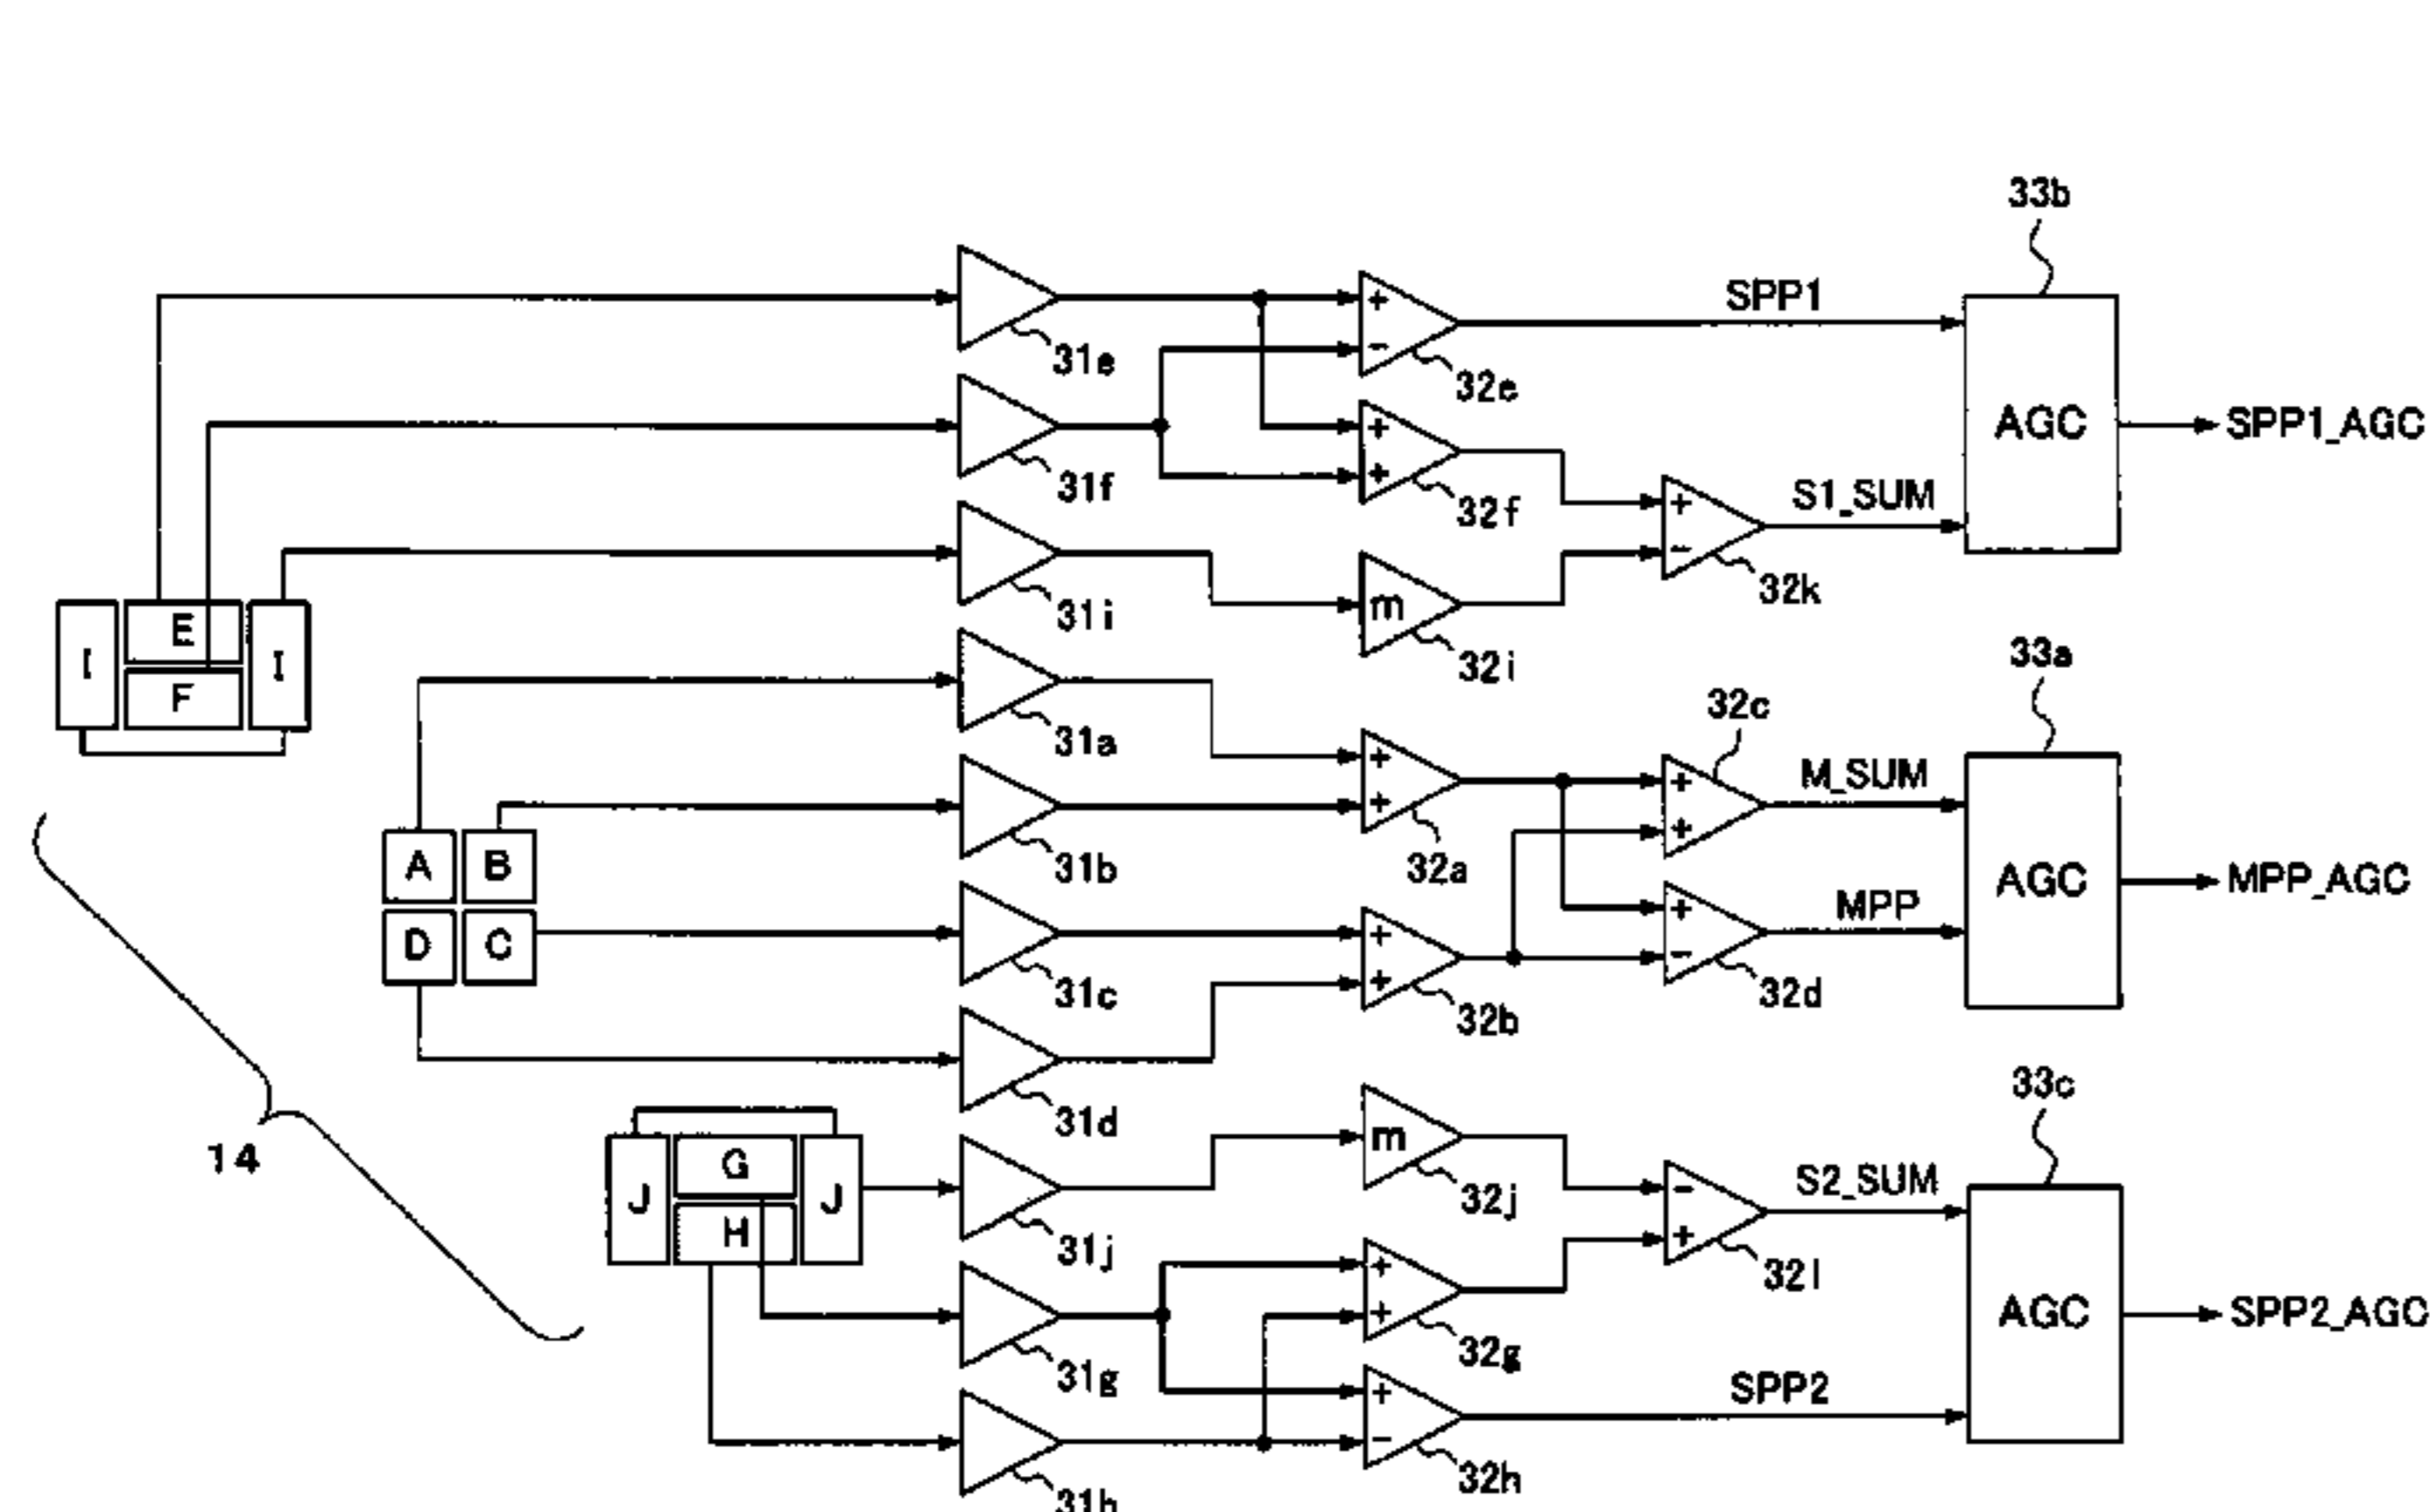 33b
SPP1
+
-
31e
32e
AGC
SPP1_AGC
+
+
31f
32f
S1_SUM
+
-
32k
E
I
I
F
31i
m
32i
33a
32c
31a
+
+
+
+
M_SUM
A
B
31b
32a
AGC
MPP_AGC
D
C
+
+
+
-
MPP
31c
32b
32d
33c
14
31d
m
32j
S2_SUM
J
G
J
H
-
+
31j
32l
+
+
AGC
SPP2_AGC
31g
32g
SPP2
+
-
32h
31h